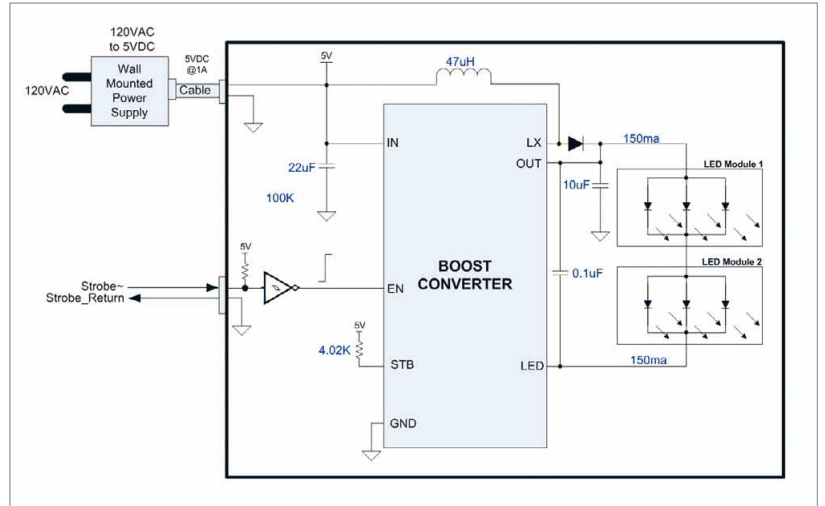 120VAC
to 5VDC
Wall
Mounted
Power
Supply
120VAC
5VDC
@1A
Cable
5V
47uH
IN
22uF
100K
LX
OUT
150ma
10uF
LED Module 1
BOOST
CONVERTER
0.1uF
LED Module 2
5V
Strobe~
Strobe_Return
EN
5V
4.02K
STB
LED
150ma
GND